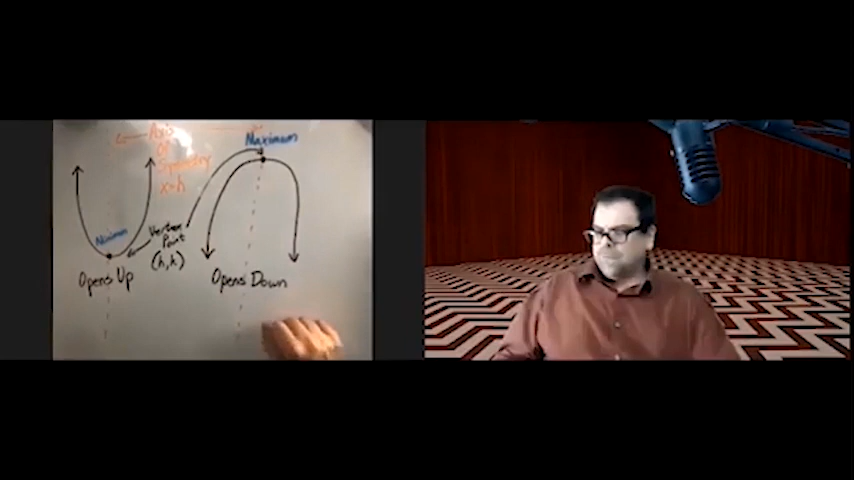 Axis
of
Symmetry
x=h
Maximum
Minimum
Vertex
Point
(h,k)
Opens Up
Opens Down